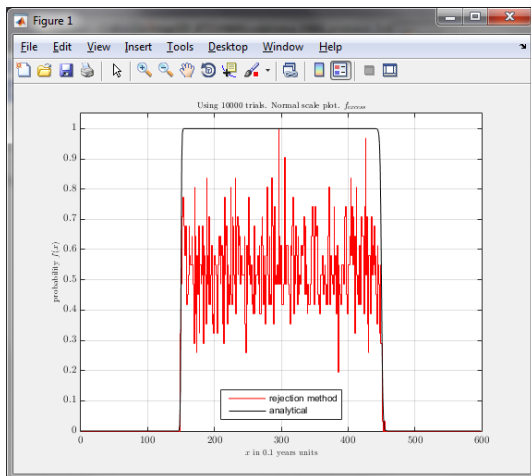 Figure 1
File Edit View Insert Tools Desktop Window Help
Using 10000 trials. Normal scale plot. f_excess
1
0.9
0.8
0.7
0.6
0.5
0.4
0.3
0.2
0.1
0
probability f(x)
rejection method
analytical
0 100 200 300 400 500 600
x in 0.1 years units